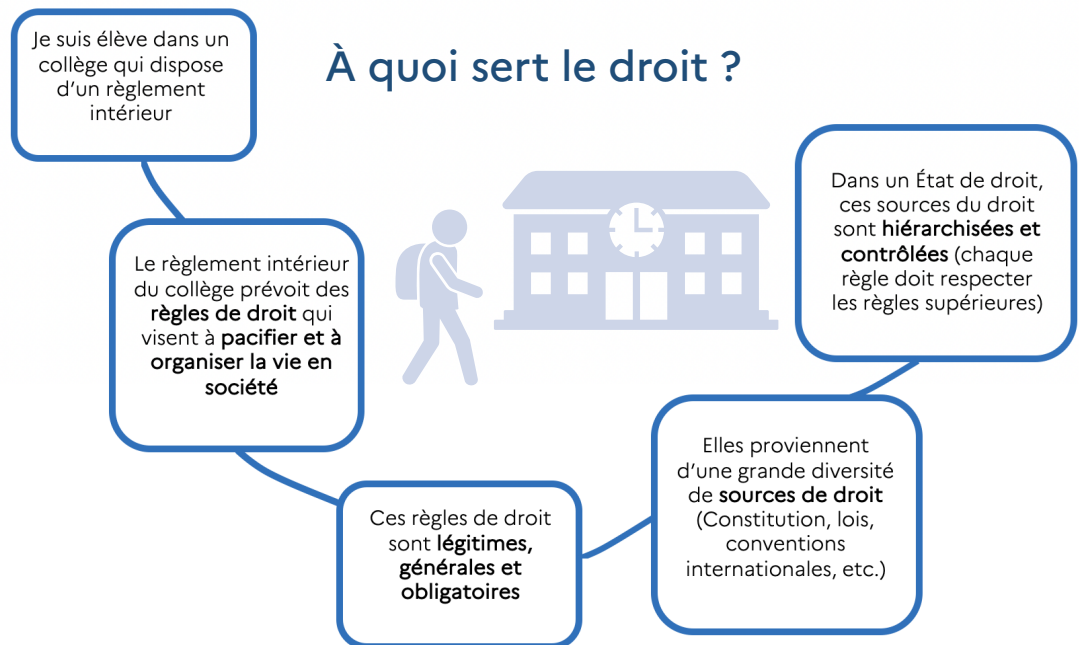 À quoi sert le droit ?
Je suis élève dans un
collège qui dispose
d'un règlement
intérieur
Le règlement intérieur
du collège prévoit des
règles de droit qui
visent à pacifier et à
organiser la vie en
société
Ces règles de droit
sont légitimes,
générales et
obligatoires
Elles proviennent
d'une grande diversité
de sources de droit
(Constitution, lois,
conventions
internationales, etc.)
Dans un État de droit,
ces sources du droit
sont hiérarchisées et
contrôlées (chaque
règle doit respecter
les règles supérieures)